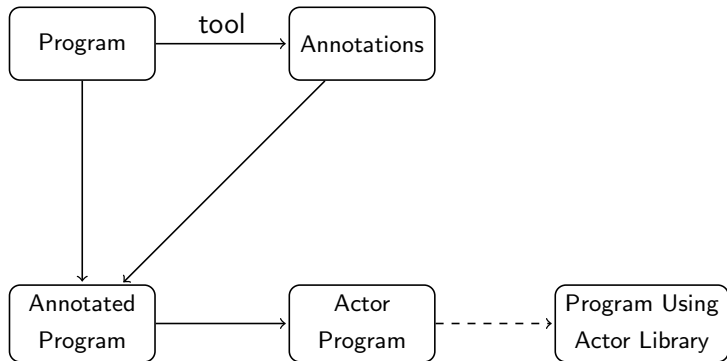 Program
tool
Annotations
Annotated
Program
Actor
Program
Program Using
Actor Library